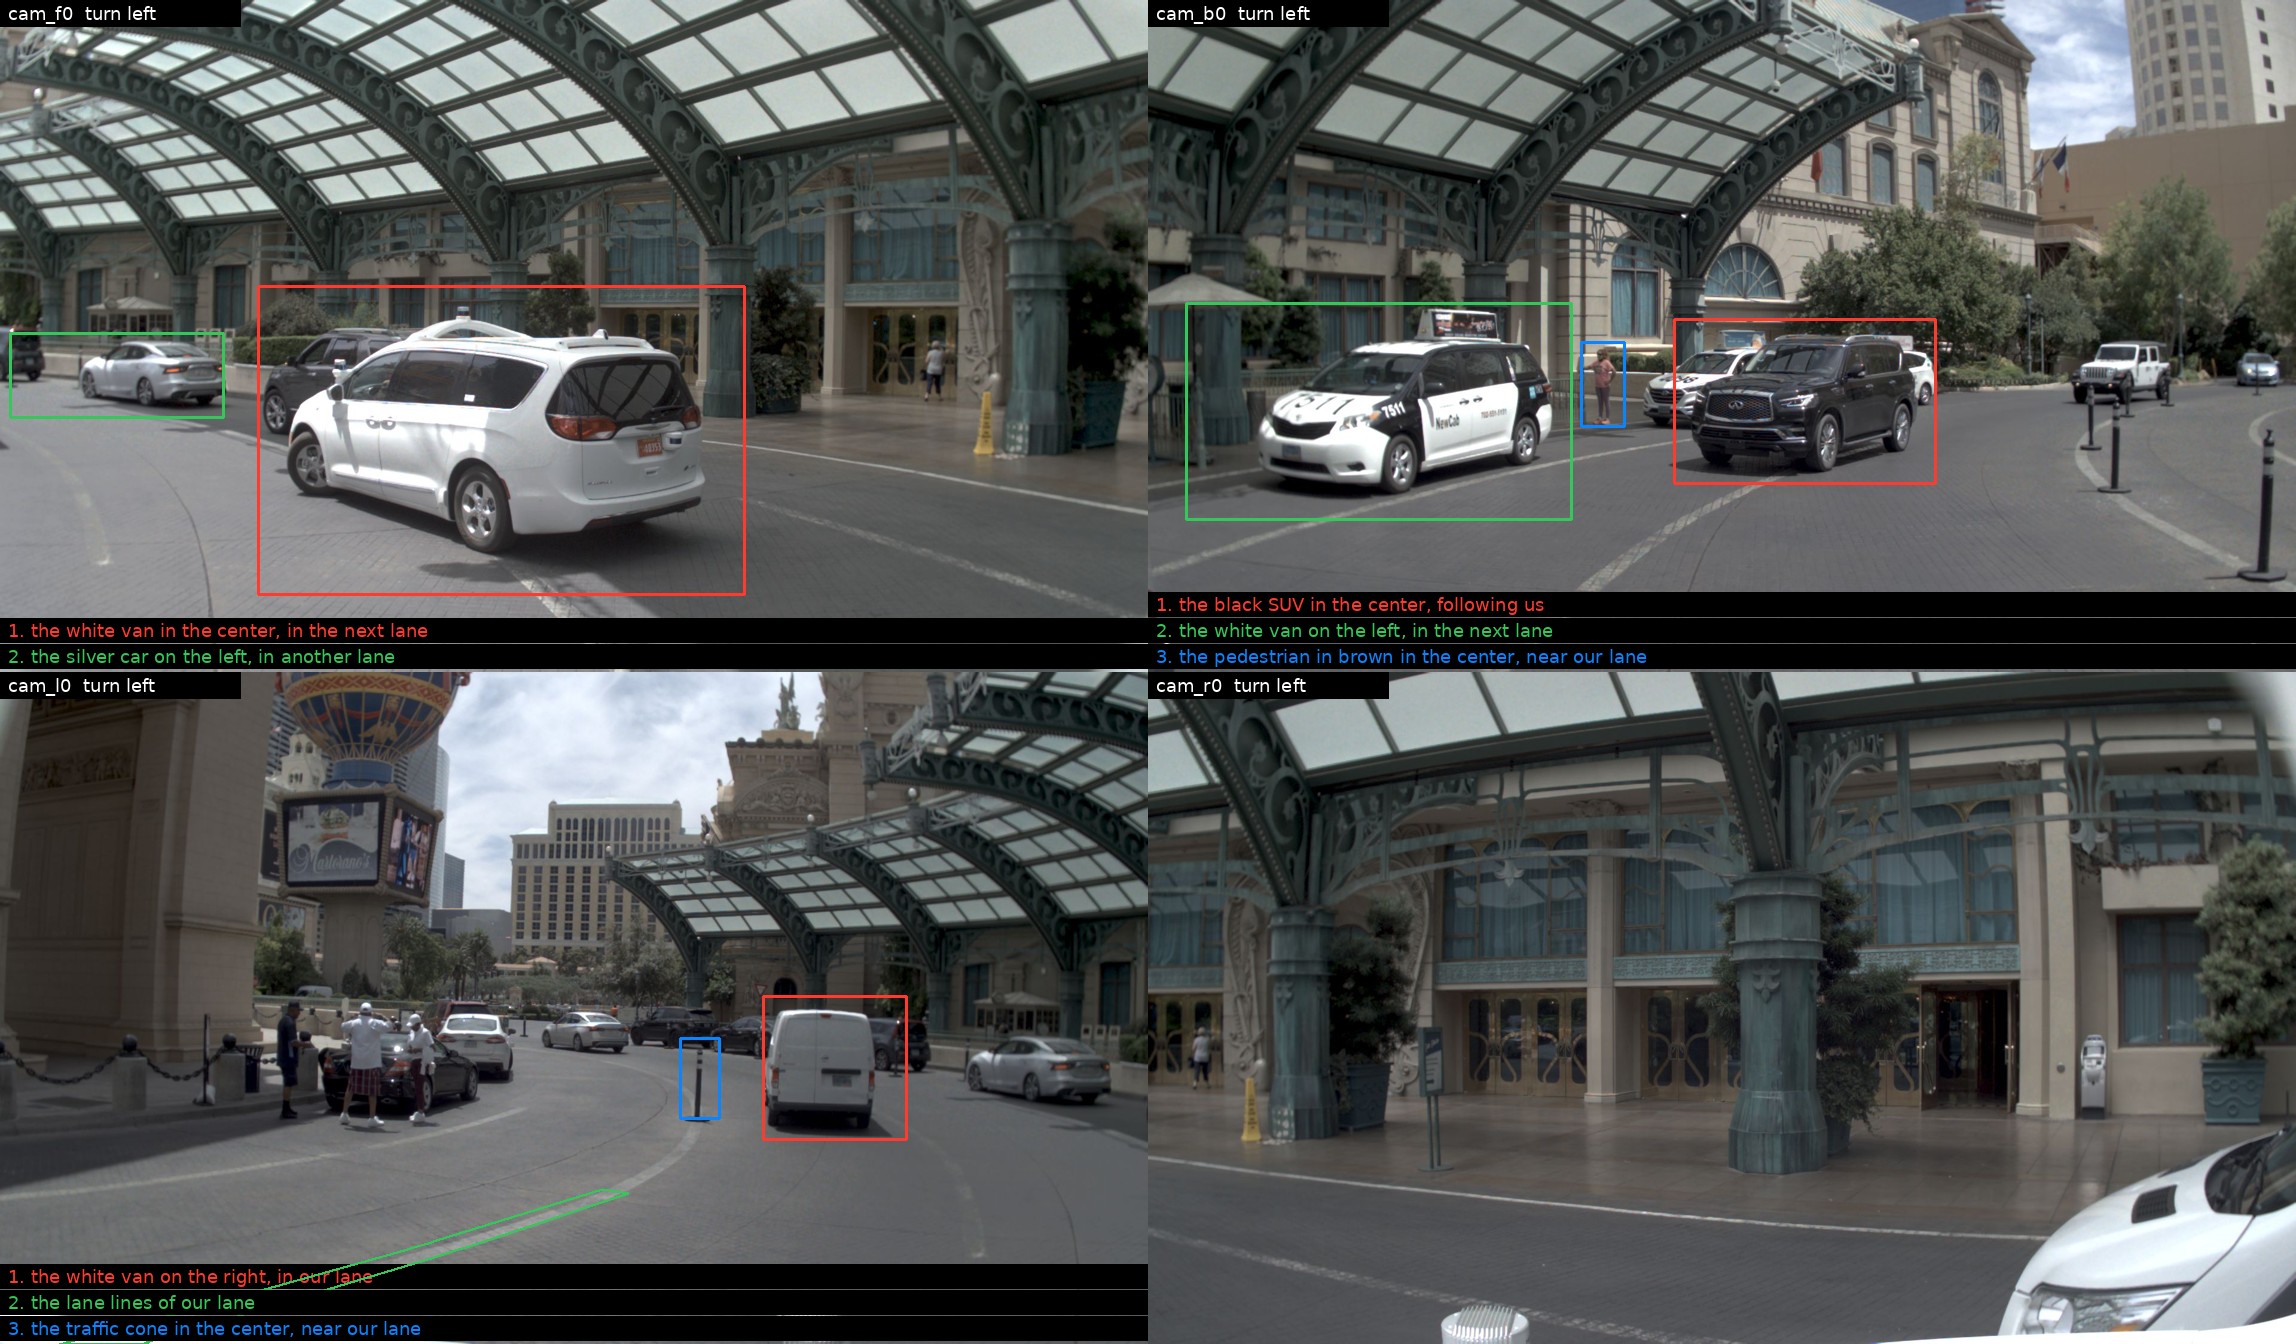 cam_f0 turn left
1. the white van in the center, in the next lane
2. the silver car on the left, in another lane
cam_b0 turn left
7511
7511
NewCab
1. the black SUV in the center, following us
2. the white van on the left, in the next lane
3. the pedestrian in brown in the center, near our lane
cam_l0 turn left
Martorano's
1. the white van on the right, in our lane
2. the lane lines of our lane
3. the traffic cone in the center, near our lane
cam_r0 turn left